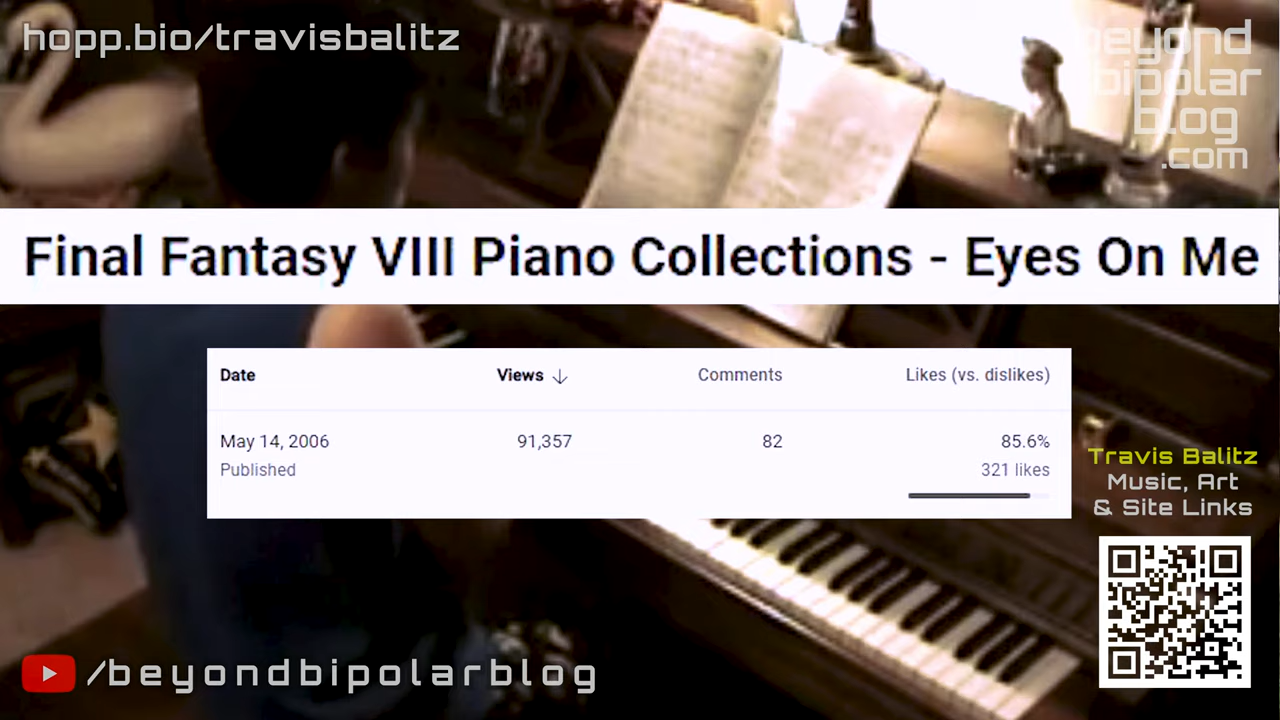 hopp.bio/travisbalitz
beyond
bipolar
blog
.com
Final Fantasy VIII Piano Collections - Eyes On Me
Date Views ↓ Comments Likes (vs. dislikes)
May 14, 2006 91,357 82 85.6%
Published 321 likes
Travis Balitz
Music, Art
& Site Links
/beyondbipolarblog